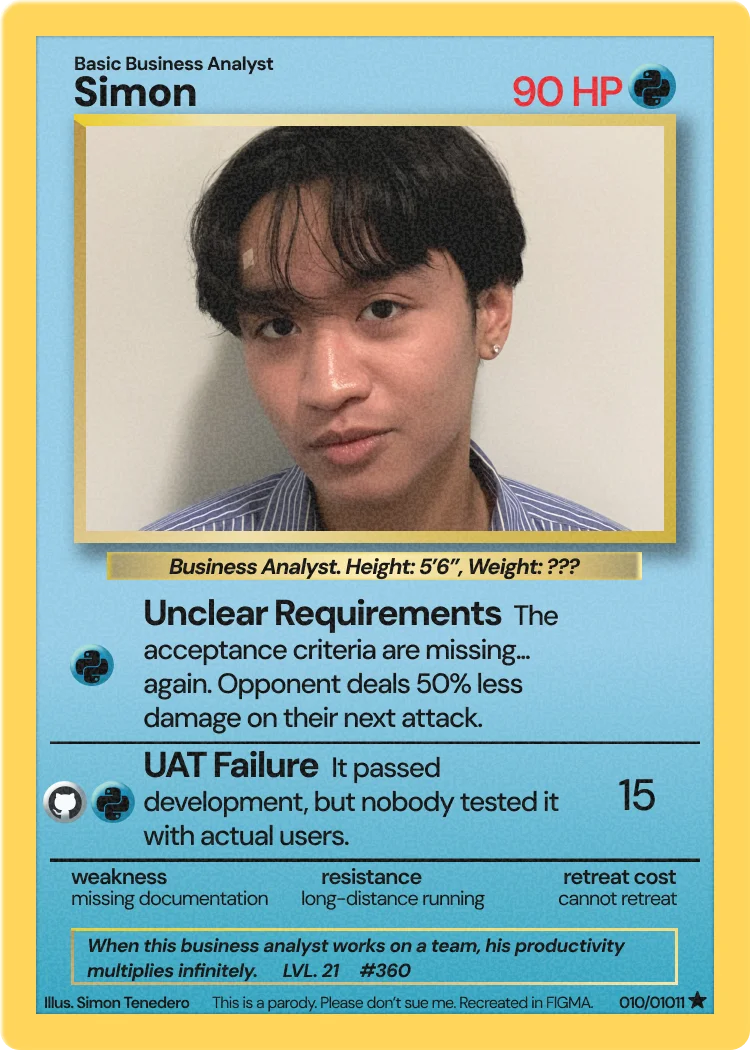 Basic Business Analyst
Simon
90 HP
Business Analyst. Height: 5’6”, Weight: ???
Unclear Requirements The
acceptance criteria are missing...
again. Opponent deals 50% less
damage on their next attack.
UAT Failure It passed
development, but nobody tested it
with actual users.
15
weakness
missing documentation
resistance
long-distance running
retreat cost
cannot retreat
When this business analyst works on a team, his productivity
multiplies infinitely. LVL. 21 #360
Illus. Simon Tenedero This is a parody. Please don’t sue me. Recreated in FIGMA. 010/01011